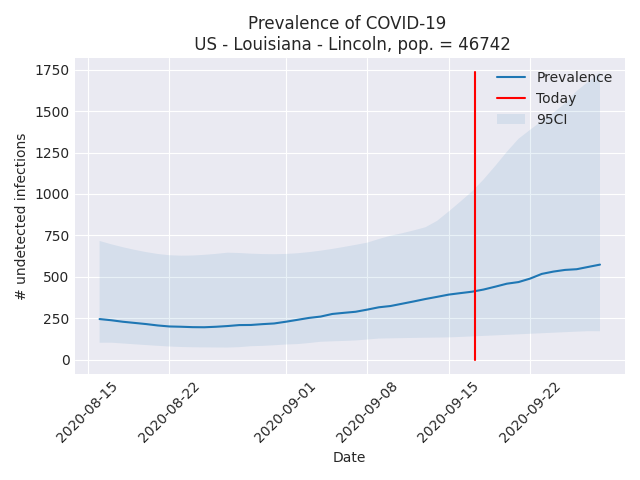 Prevalence of COVID-19
US - Louisiana - Lincoln, pop. = 46742
Prevalence
Today
95CI
1750
1500
1250
1000
750
500
250
0
# undetected infections
2020-08-15
2020-08-22
2020-09-01
2020-09-08
2020-09-15
2020-09-22
Date